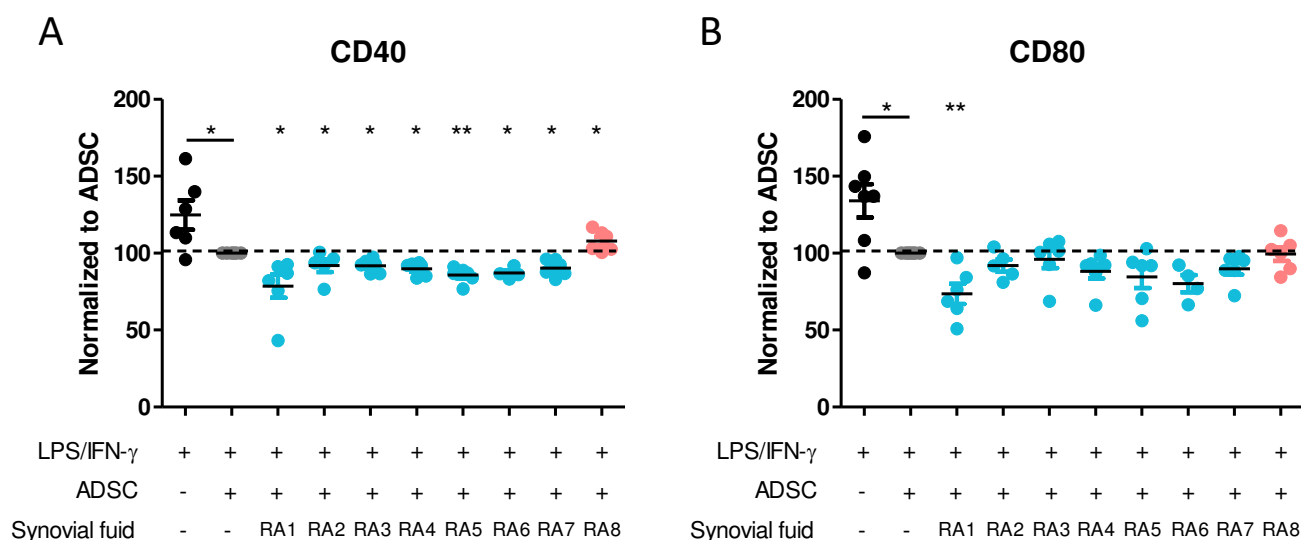 A
CD40
Normalized to ADSC
200
150
100
50
0
* * * * * ** * * *
LPS/IFN-γ + + + + + + + + + +
ADSC - + + + + + + + + +
Synovial fuid - - RA1 RA2 RA3 RA4 RA5 RA6 RA7 RA8
B
CD80
Normalized to ADSC
200
150
100
50
0
* **
+ + + + + + + + + +
LPS/IFN-γ
ADSC - + + + + + + + + +
Synovial fuid - - RA1 RA2 RA3 RA4 RA5 RA6 RA7 RA8